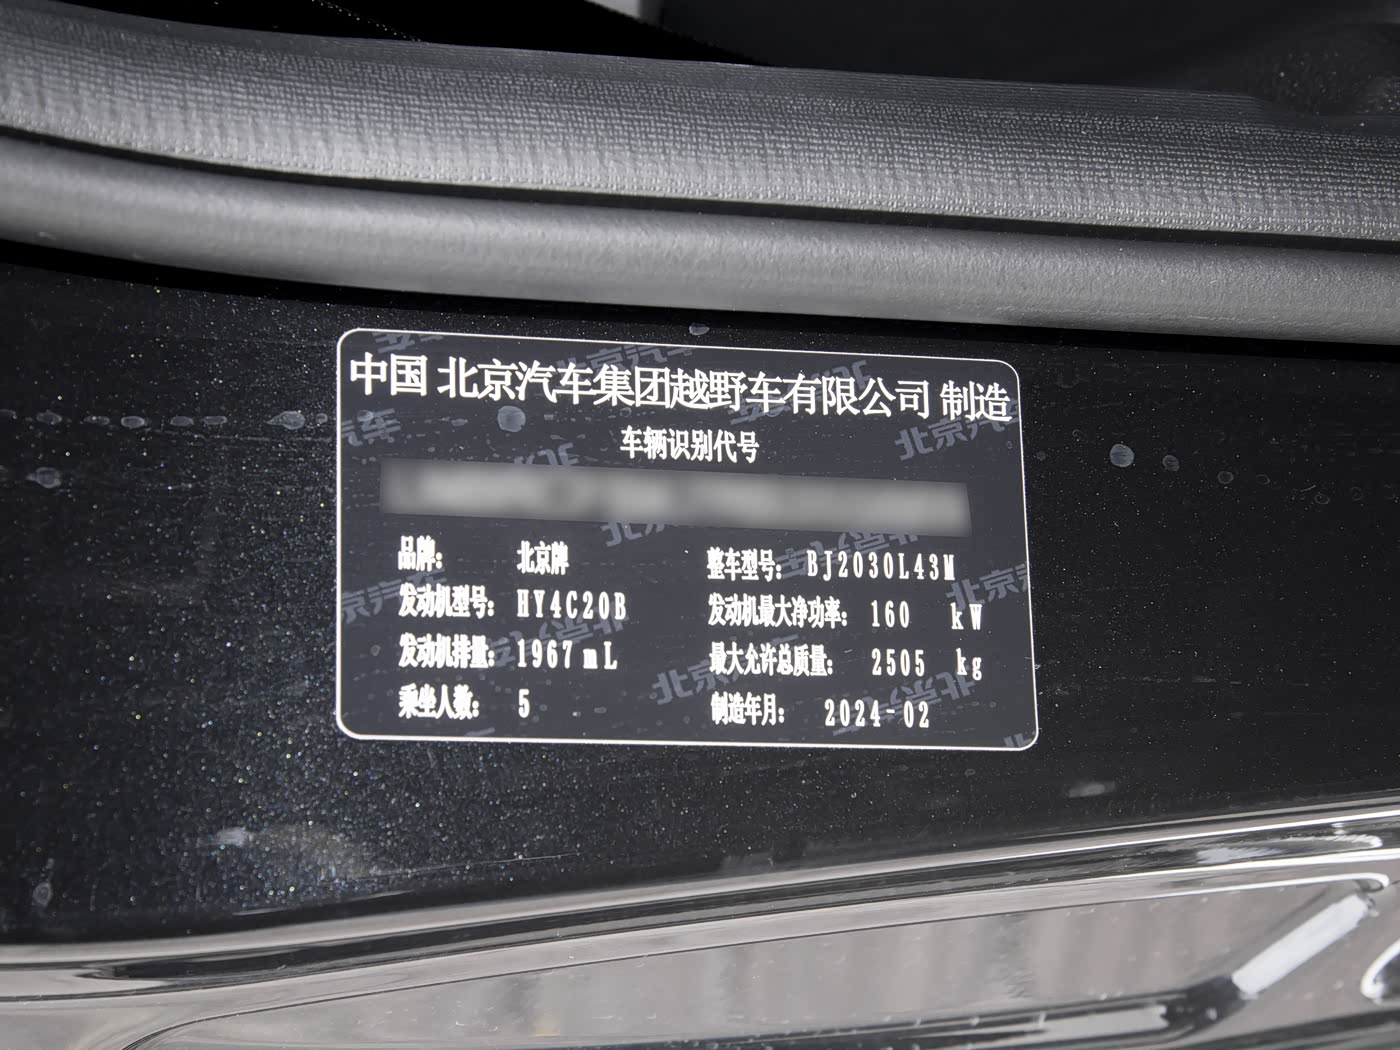 中国 北京汽车集团越野车有限公司 制造
车辆识别代号
品牌: 北京牌 整车型号: BJ2030L43M
发动机型号: HY4C20B 发动机最大净功率: 160 kW
发动机排量: 1967 mL 最大允许总质量: 2505 kg
乘坐人数: 5 制造年月: 2024-02